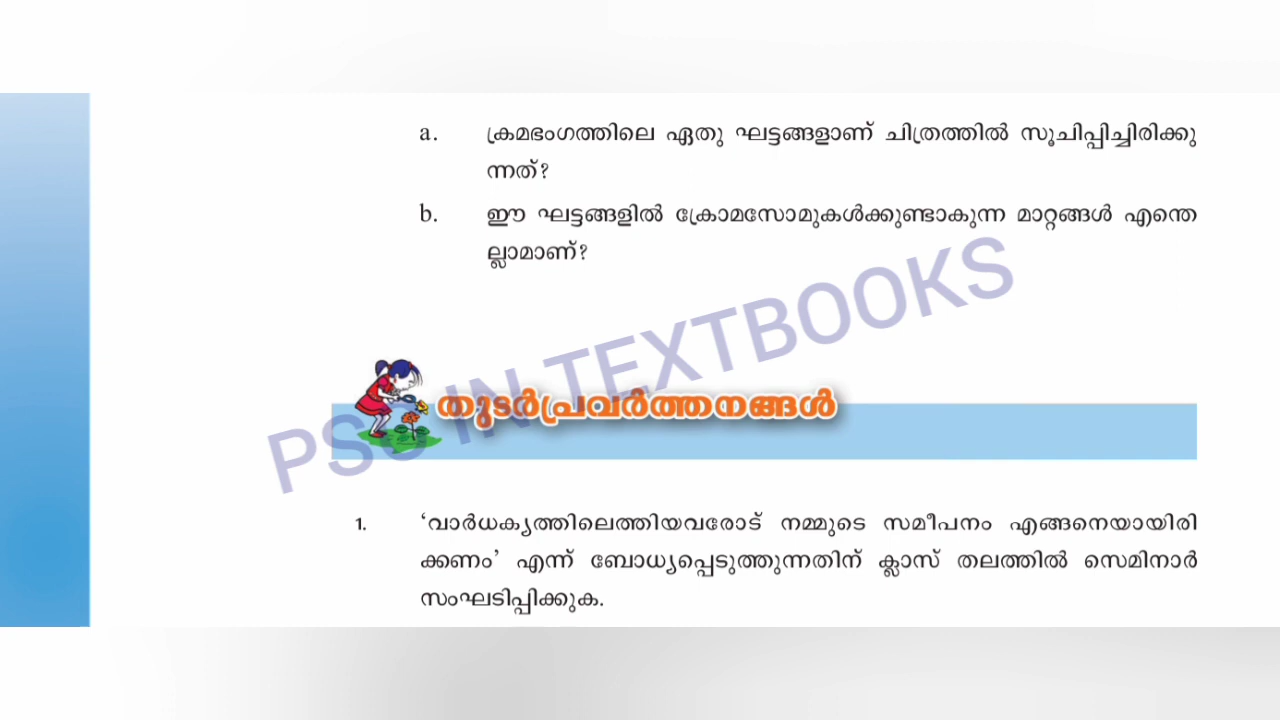 a. ക്രമഭംഗത്തിലെ ഏതു ഘട്ടങ്ങളാണ് ചിത്രത്തിൽ സൂചിപ്പിച്ചിരിക്കു
ന്നത്?
b. ഈ ഘട്ടങ്ങളിൽ ക്രോമസോമുകൾക്കുണ്ടാകുന്ന മാറ്റങ്ങൾ എന്തെ
ല്ലാമാണ്?
PSC IN TEXTBOOKS
തുടർപ്രവർത്തനങ്ങൾ
1. ‘വാർധക്യത്തിലെത്തിയവരോട് നമ്മുടെ സമീപനം എങ്ങനെയായിരി
ക്കണം’ എന്ന് ബോധ്യപ്പെടുത്തുന്നതിന് ക്ലാസ് തലത്തിൽ സെമിനാർ
സംഘടിപ്പിക്കുക.